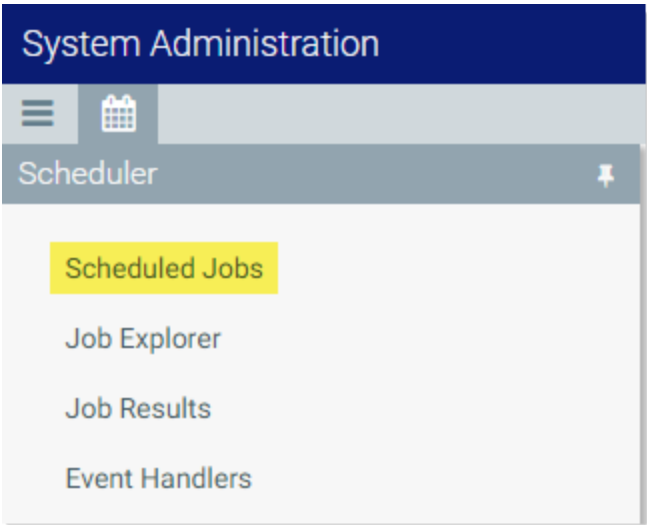 System Administration
Scheduler
Scheduled Jobs
Job Explorer
Job Results
Event Handlers